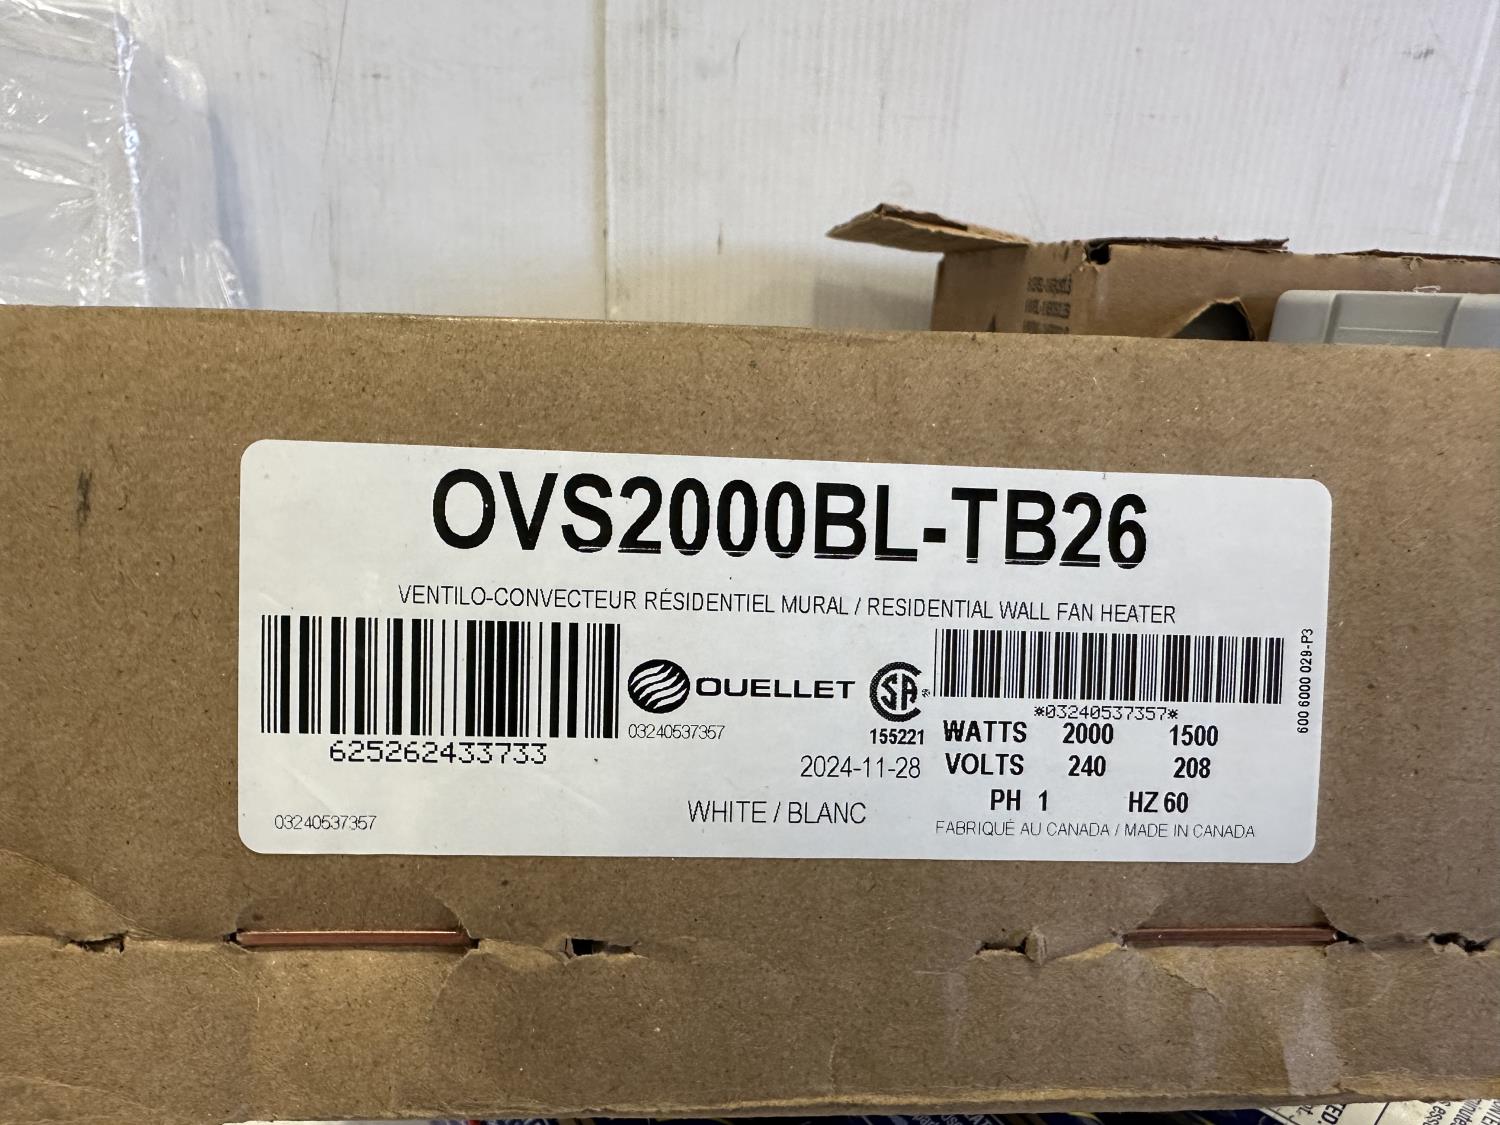 OVS2000BL-TB26
VENTILO-CONVECTEUR RÉSIDENTIEL MURAL / RESIDENTIAL WALL FAN HEATER
625262433733
03240537357
OUELLET
03240537357
SA
155221
2024-11-28
WHITE / BLANC
*03240537357*
WATTS 2000 1500
VOLTS 240 208
PH 1 HZ 60
FABRIQUÉ AU CANADA / MADE IN CANADA
600 6000 029-P3